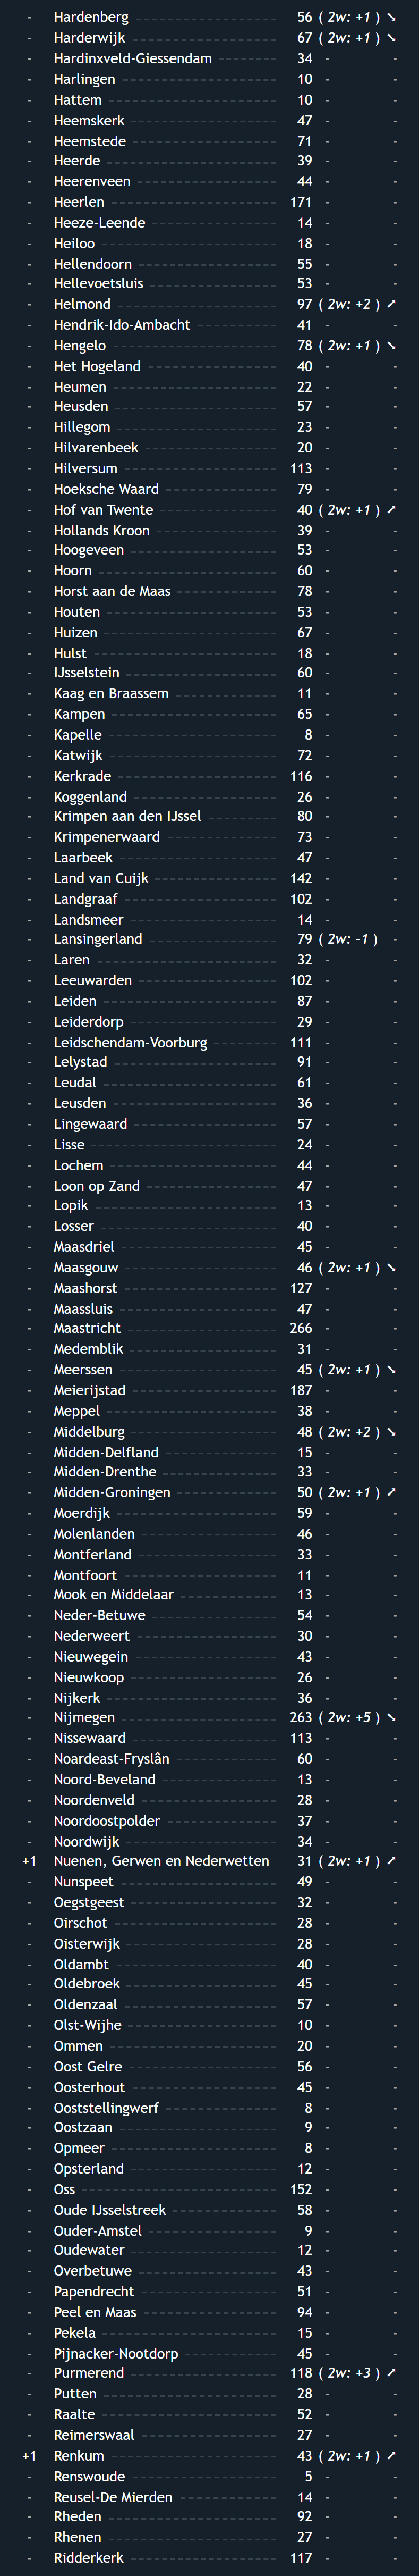 - Hardenberg 56 ( 2w: +1 ) ➘
- Harderwijk 67 ( 2w: +1 ) ➘
- Hardinxveld-Giessendam 34 - -
- Harlingen 10 - -
- Hattem 10 - -
- Heemskerk 47 - -
- Heemstede 71 - -
- Heerde 39 - -
- Heerenveen 44 - -
- Heerlen 171 - -
- Heeze-Leende 14 - -
- Heiloo 18 - -
- Hellendoorn 55 - -
- Hellevoetsluis 53 - -
- Helmond 97 ( 2w: +2 ) ➚
- Hendrik-Ido-Ambacht 41 - -
- Hengelo 78 ( 2w: +1 ) ➘
- Het Hogeland 40 - -
- Heumen 22 - -
- Heusden 57 - -
- Hillegom 23 - -
- Hilvarenbeek 20 - -
- Hilversum 113 - -
- Hoeksche Waard 79 - -
- Hof van Twente 40 ( 2w: +1 ) ➚
- Hollands Kroon 39 - -
- Hoogeveen 53 - -
- Hoorn 60 - -
- Horst aan de Maas 78 - -
- Houten 53 - -
- Huizen 67 - -
- Hulst 18 - -
- IJsselstein 60 - -
- Kaag en Braassem 11 - -
- Kampen 65 - -
- Kapelle 8 - -
- Katwijk 72 - -
- Kerkrade 116 - -
- Koggenland 26 - -
- Krimpen aan den IJssel 80 - -
- Krimpenerwaard 73 - -
- Laarbeek 47 - -
- Land van Cuijk 142 - -
- Landgraaf 102 - -
- Landsmeer 14 - -
- Lansingerland 79 ( 2w: -1 ) -
- Laren 32 - -
- Leeuwarden 102 - -
- Leiden 87 - -
- Leiderdorp 29 - -
- Leidschendam-Voorburg 111 - -
- Lelystad 91 - -
- Leudal 61 - -
- Leusden 36 - -
- Lingewaard 57 - -
- Lisse 24 - -
- Lochem 44 - -
- Loon op Zand 47 - -
- Lopik 13 - -
- Losser 40 - -
- Maasdriel 45 - -
- Maasgouw 46 ( 2w: +1 ) ➘
- Maashorst 127 - -
- Maassluis 47 - -
- Maastricht 266 - -
- Medemblik 31 - -
- Meerssen 45 ( 2w: +1 ) ➘
- Meierijstad 187 - -
- Meppel 38 - -
- Middelburg 48 ( 2w: +2 ) ➘
- Midden-Delfland 15 - -
- Midden-Drenthe 33 - -
- Midden-Groningen 50 ( 2w: +1 ) ➚
- Moerdijk 59 - -
- Molenlanden 46 - -
- Montferland 33 - -
- Montfoort 11 - -
- Mook en Middelaar 13 - -
- Neder-Betuwe 54 - -
- Nederweert 30 - -
- Nieuwegein 43 - -
- Nieuwkoop 26 - -
- Nijkerk 36 - -
- Nijmegen 263 ( 2w: +5 ) ➘
- Nissewaard 113 - -
- Noardeast-Fryslân 60 - -
- Noord-Beveland 13 - -
- Noordenveld 28 - -
- Noordoostpolder 37 - -
- Noordwijk 34 - -
+1 Nuenen, Gerwen en Nederwetten 31 ( 2w: +1 ) ➚
- Nunspeet 49 - -
- Oegstgeest 32 - -
- Oirschot 28 - -
- Oisterwijk 28 - -
- Oldambt 40 - -
- Oldebroek 45 - -
- Oldenzaal 57 - -
- Olst-Wijhe 10 - -
- Ommen 20 - -
- Oost Gelre 56 - -
- Oosterhout 45 - -
- Ooststellingwerf 8 - -
- Oostzaan 9 - -
- Opmeer 8 - -
- Opsterland 12 - -
- Oss 152 - -
- Oude IJsselstreek 58 - -
- Ouder-Amstel 9 - -
- Oudewater 12 - -
- Overbetuwe 43 - -
- Papendrecht 51 - -
- Peel en Maas 94 - -
- Pekela 15 - -
- Pijnacker-Nootdorp 45 - -
- Purmerend 118 ( 2w: +3 ) ➚
- Putten 28 - -
- Raalte 52 - -
- Reimerswaal 27 - -
+1 Renkum 43 ( 2w: +1 ) ➚
- Renswoude 5 - -
- Reusel-De Mierden 14 - -
- Rheden 92 - -
- Rhenen 27 - -
- Ridderkerk 117 - -